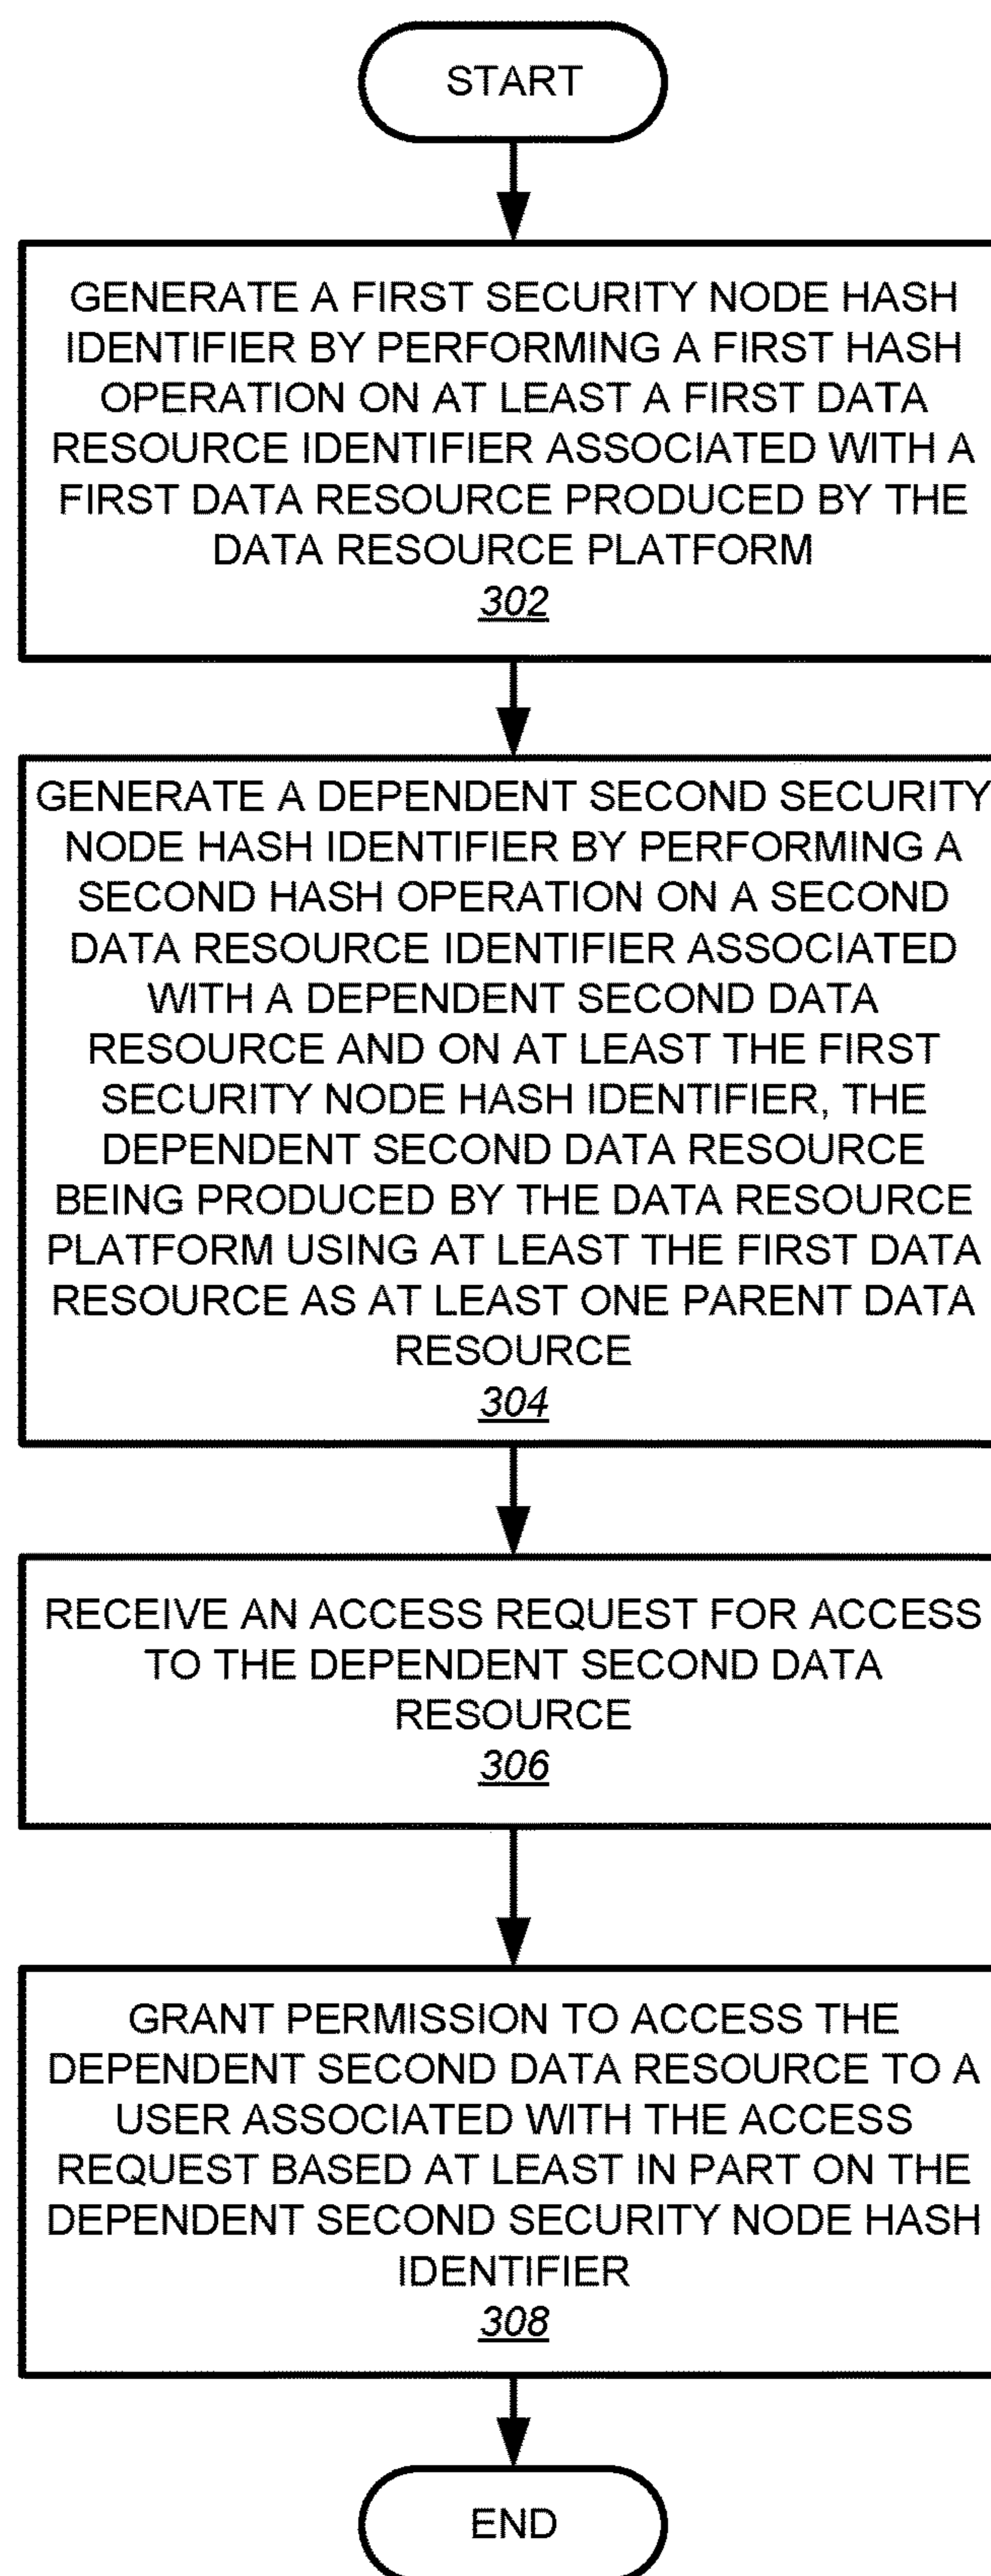 START
GENERATE A FIRST SECURITY NODE HASH
IDENTIFIER BY PERFORMING A FIRST HASH
OPERATION ON AT LEAST A FIRST DATA
RESOURCE IDENTIFIER ASSOCIATED WITH A
FIRST DATA RESOURCE PRODUCED BY THE
DATA RESOURCE PLATFORM
302
GENERATE A DEPENDENT SECOND SECURITY
NODE HASH IDENTIFIER BY PERFORMING A
SECOND HASH OPERATION ON A SECOND
DATA RESOURCE IDENTIFIER ASSOCIATED
WITH A DEPENDENT SECOND DATA
RESOURCE AND ON AT LEAST THE FIRST
SECURITY NODE HASH IDENTIFIER, THE
DEPENDENT SECOND DATA RESOURCE
BEING PRODUCED BY THE DATA RESOURCE
PLATFORM USING AT LEAST THE FIRST DATA
RESOURCE AS AT LEAST ONE PARENT DATA
RESOURCE
304
RECEIVE AN ACCESS REQUEST FOR ACCESS
TO THE DEPENDENT SECOND DATA
RESOURCE
306
GRANT PERMISSION TO ACCESS THE
DEPENDENT SECOND DATA RESOURCE TO A
USER ASSOCIATED WITH THE ACCESS
REQUEST BASED AT LEAST IN PART ON THE
DEPENDENT SECOND SECURITY NODE HASH
IDENTIFIER
308
END